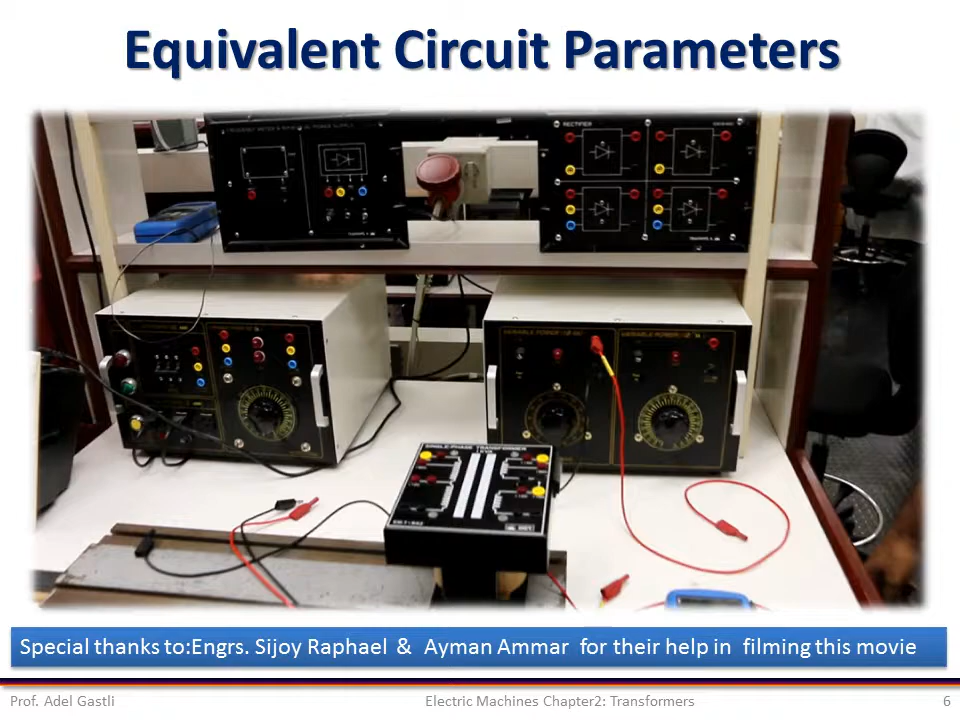 Equivalent Circuit Parameters
RECTIFIER
SINGLE-PHASE TRANSFORMER
Special thanks to:Engrs. Sijoy Raphael & Ayman Ammar for their help in filming this movie
Prof. Adel Gastli
Electric Machines Chapter2: Transformers
6